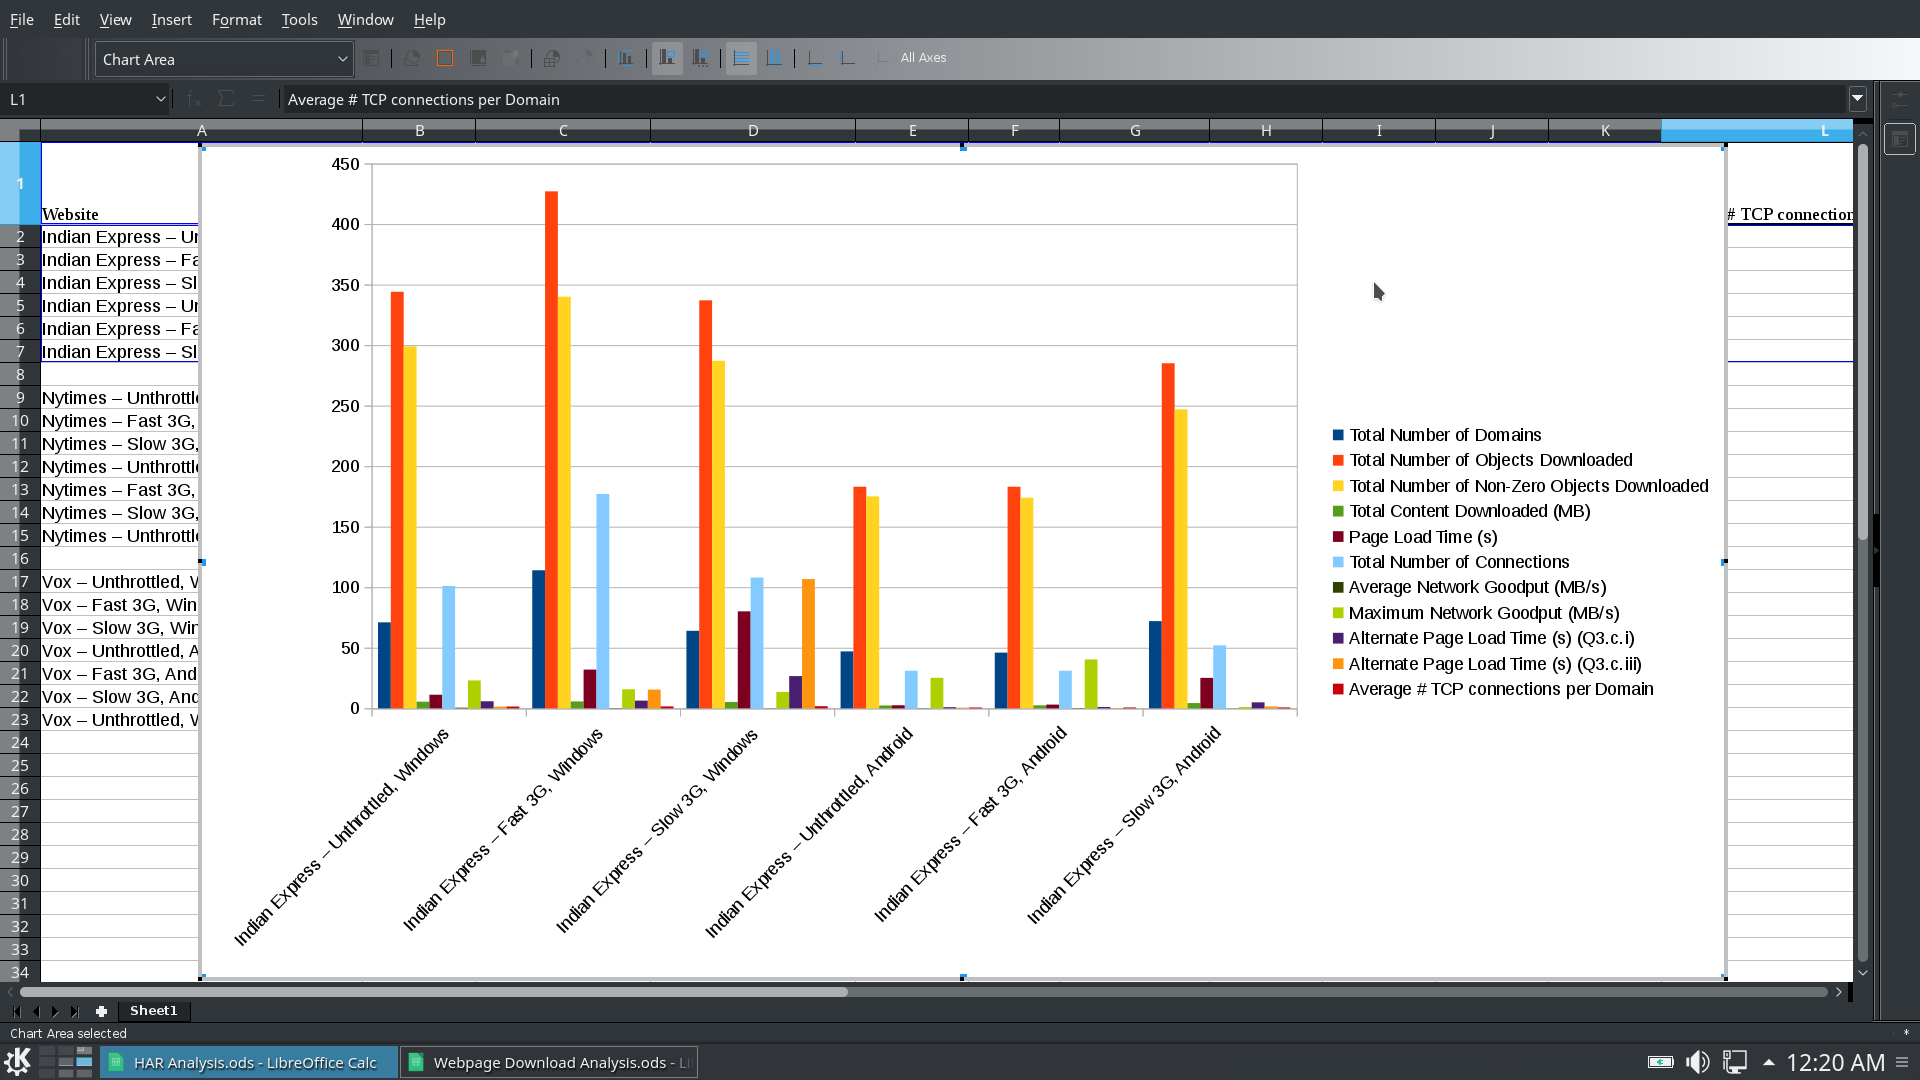 File Edit View Insert Format Tools Window Help
Chart Area All Axes
L1 Average # TCP connections per Domain
A B C D E F G H I J K L
1 Website # TCP connection
2 Indian Express – Un
3 Indian Express – Fa
4 Indian Express – Sl
5 Indian Express – Un
6 Indian Express – Fa
7 Indian Express – Sl
8
9 Nytimes – Unthrottle
10 Nytimes – Fast 3G,
11 Nytimes – Slow 3G,
12 Nytimes – Unthrottle
13 Nytimes – Fast 3G,
14 Nytimes – Slow 3G,
15 Nytimes – Unthrottle
16
17 Vox – Unthrottled, W
18 Vox – Fast 3G, Win
19 Vox – Slow 3G, Win
20 Vox – Unthrottled, A
21 Vox – Fast 3G, And
22 Vox – Slow 3G, And
23 Vox – Unthrottled, W
24
25
26
27
28
29
30
31
32
33
34
450
400
350
300
250
200
150
100
50
0
Indian Express – Unthrottled, Windows
Indian Express – Fast 3G, Windows
Indian Express – Slow 3G, Windows
Indian Express – Unthrottled, Android
Indian Express – Fast 3G, Android
Indian Express – Slow 3G, Android
Total Number of Domains
Total Number of Objects Downloaded
Total Number of Non-Zero Objects Downloaded
Total Content Downloaded (MB)
Page Load Time (s)
Total Number of Connections
Average Network Goodput (MB/s)
Maximum Network Goodput (MB/s)
Alternate Page Load Time (s) (Q3.c.i)
Alternate Page Load Time (s) (Q3.c.iii)
Average # TCP connections per Domain
Sheet1
Chart Area selected *
HAR Analysis.ods - LibreOffice Calc Webpage Download Analysis.ods - Li 12:20 AM